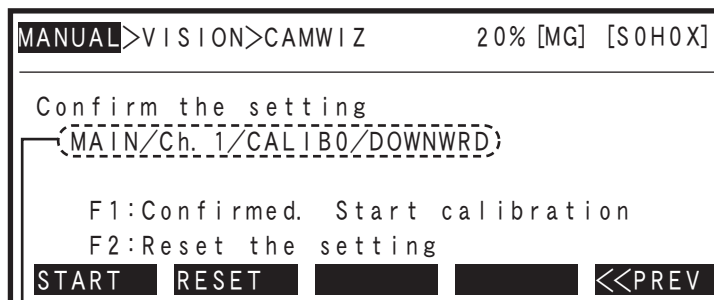 MANUAL>VISION>CAMWIZ 20% [MG] [S0H0X]
Confirm the setting
MAIN/Ch. 1/CALIB0/DOWNWRD
F1:Confirmed. Start calibration
F2:Reset the setting
START RESET <<PREV